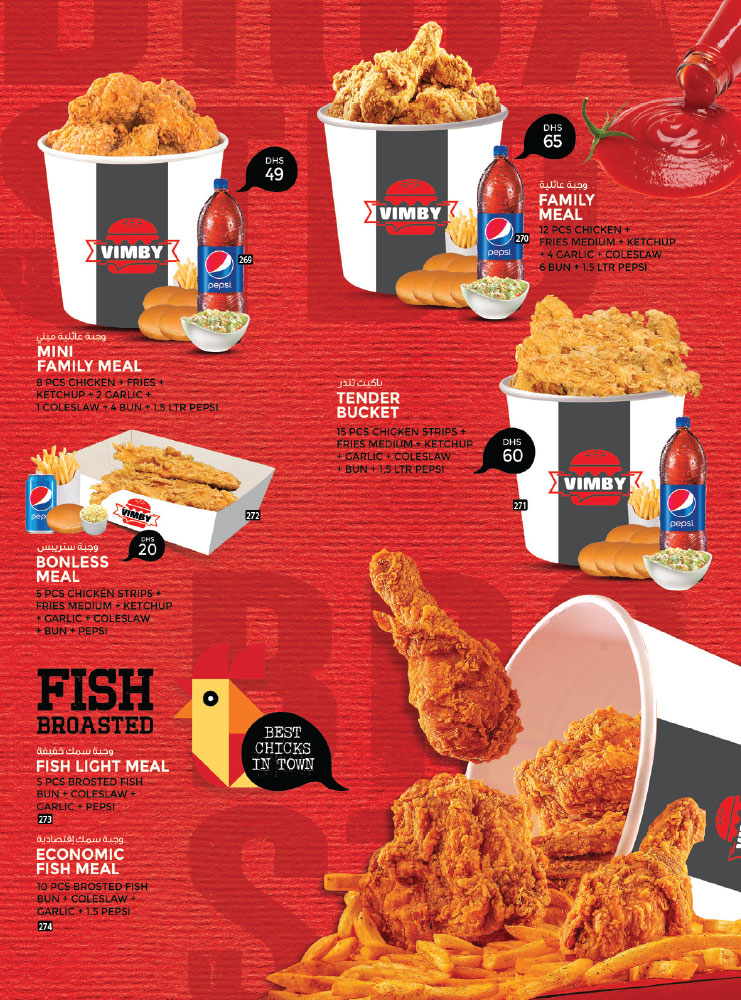 DHS
49
VIMBY
269
pepsi
وجبة عائلية ميني
MINI
FAMILY MEAL
8 PCS CHICKEN + FRIES +
KETCHUP + 2 GARLIC +
1 COLESLAW + 4 BUN + 1.5 LTR PEPSI
DHS
65
VIMBY
270
pepsi
وجبة عائلية
FAMILY
MEAL
12 PCS CHICKEN +
FRIES MEDIUM + KETCHUP
+ 4 GARLIC + COLESLAW
6 BUN + 1.5 LTR PEPSI
باكيت تندر
TENDER
BUCKET
15 PCS CHICKEN STRIPS +
FRIES MEDIUM + KETCHUP
+ GARLIC + COLESLAW
+ BUN + 1.5 LTR PEPSI
DHS
60
VIMBY
271
pepsi
pepsi
VIMBY
272
DHS
20
وجبة ستربس
BONLESS
MEAL
5 PCS CHICKEN STRIPS +
FRIES MEDIUM + KETCHUP
+ GARLIC + COLESLAW
+ BUN + PEPSI
FISH
BROASTED
BEST
CHICKS
IN TOWN
وجبة سمك خفيفة
FISH LIGHT MEAL
5 PCS BROSTED FISH
BUN + COLESLAW +
GARLIC + PEPSI
273
وجبة سمك إقتصادية
ECONOMIC
FISH MEAL
10 PCS BROSTED FISH
BUN + COLESLAW +
GARLIC + 1.5 PEPSI
274